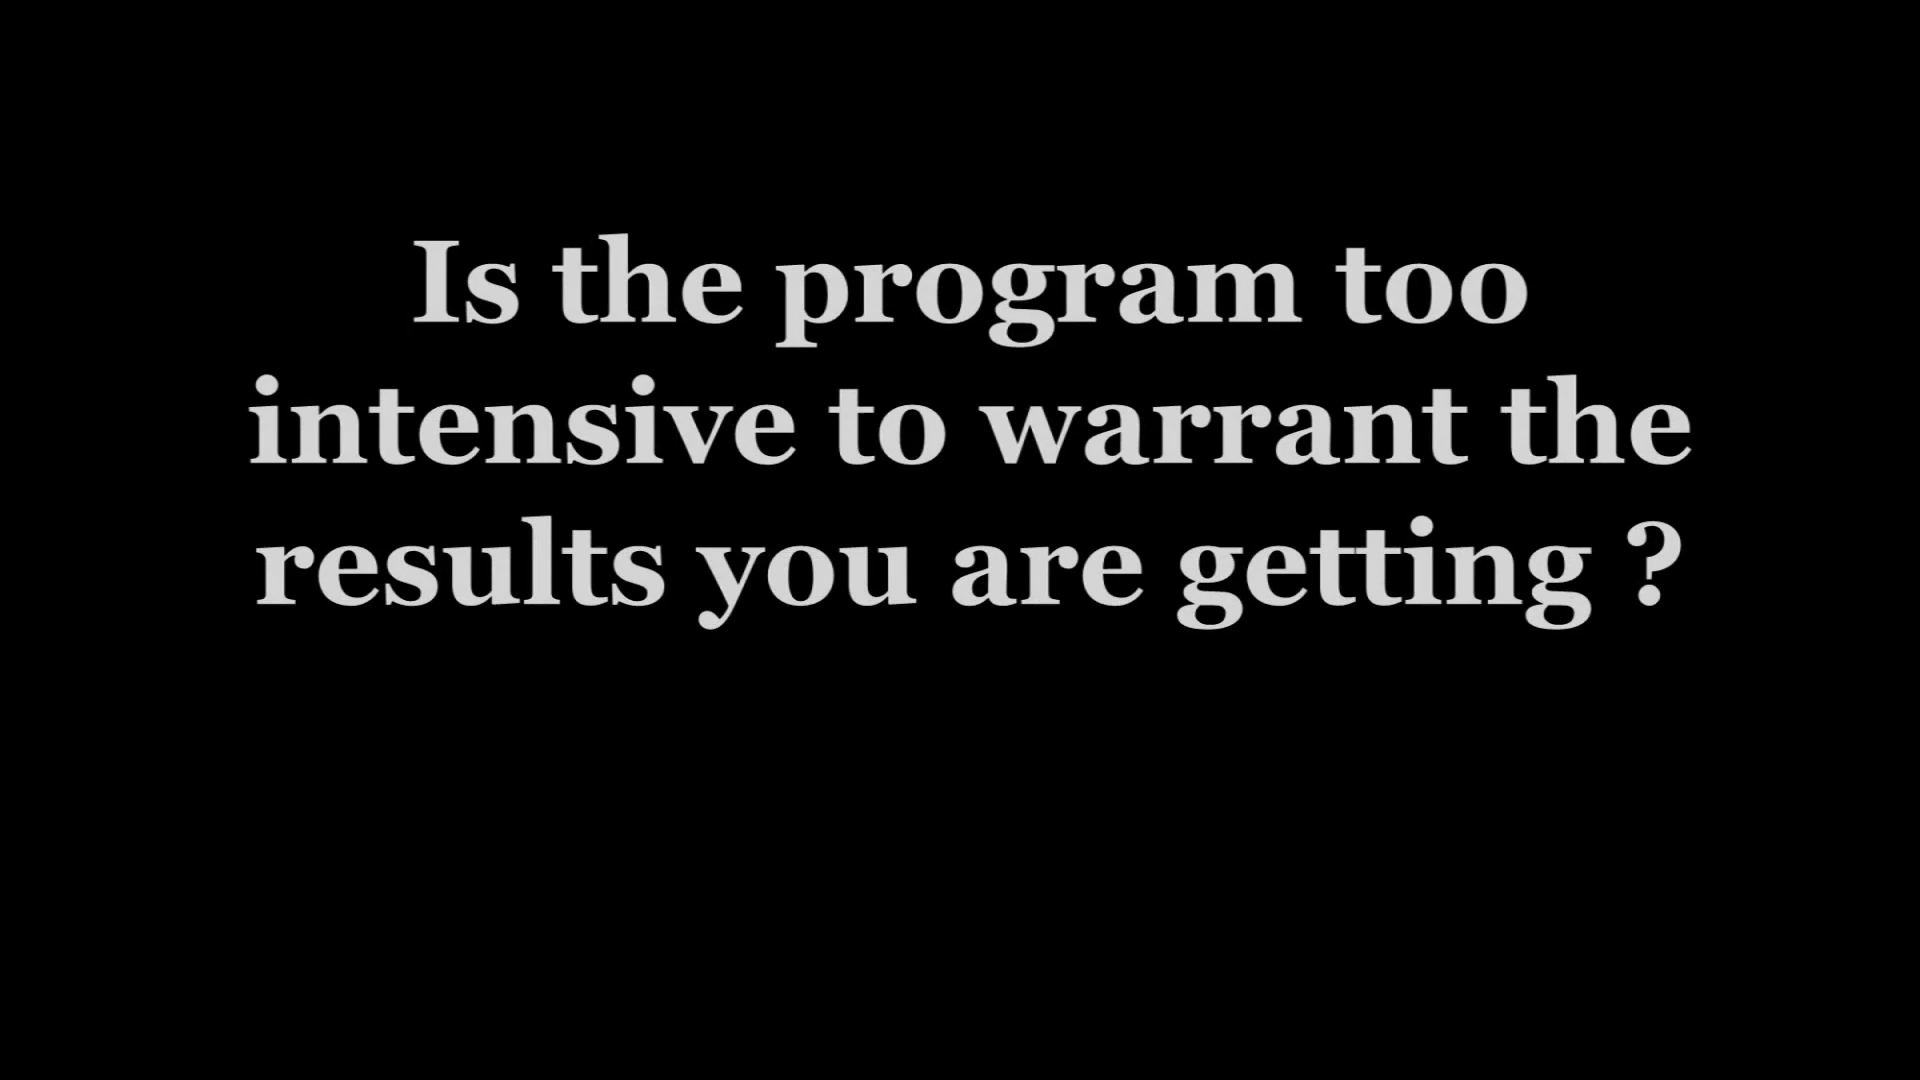 Is the program too
intensive to warrant the
results you are getting ?